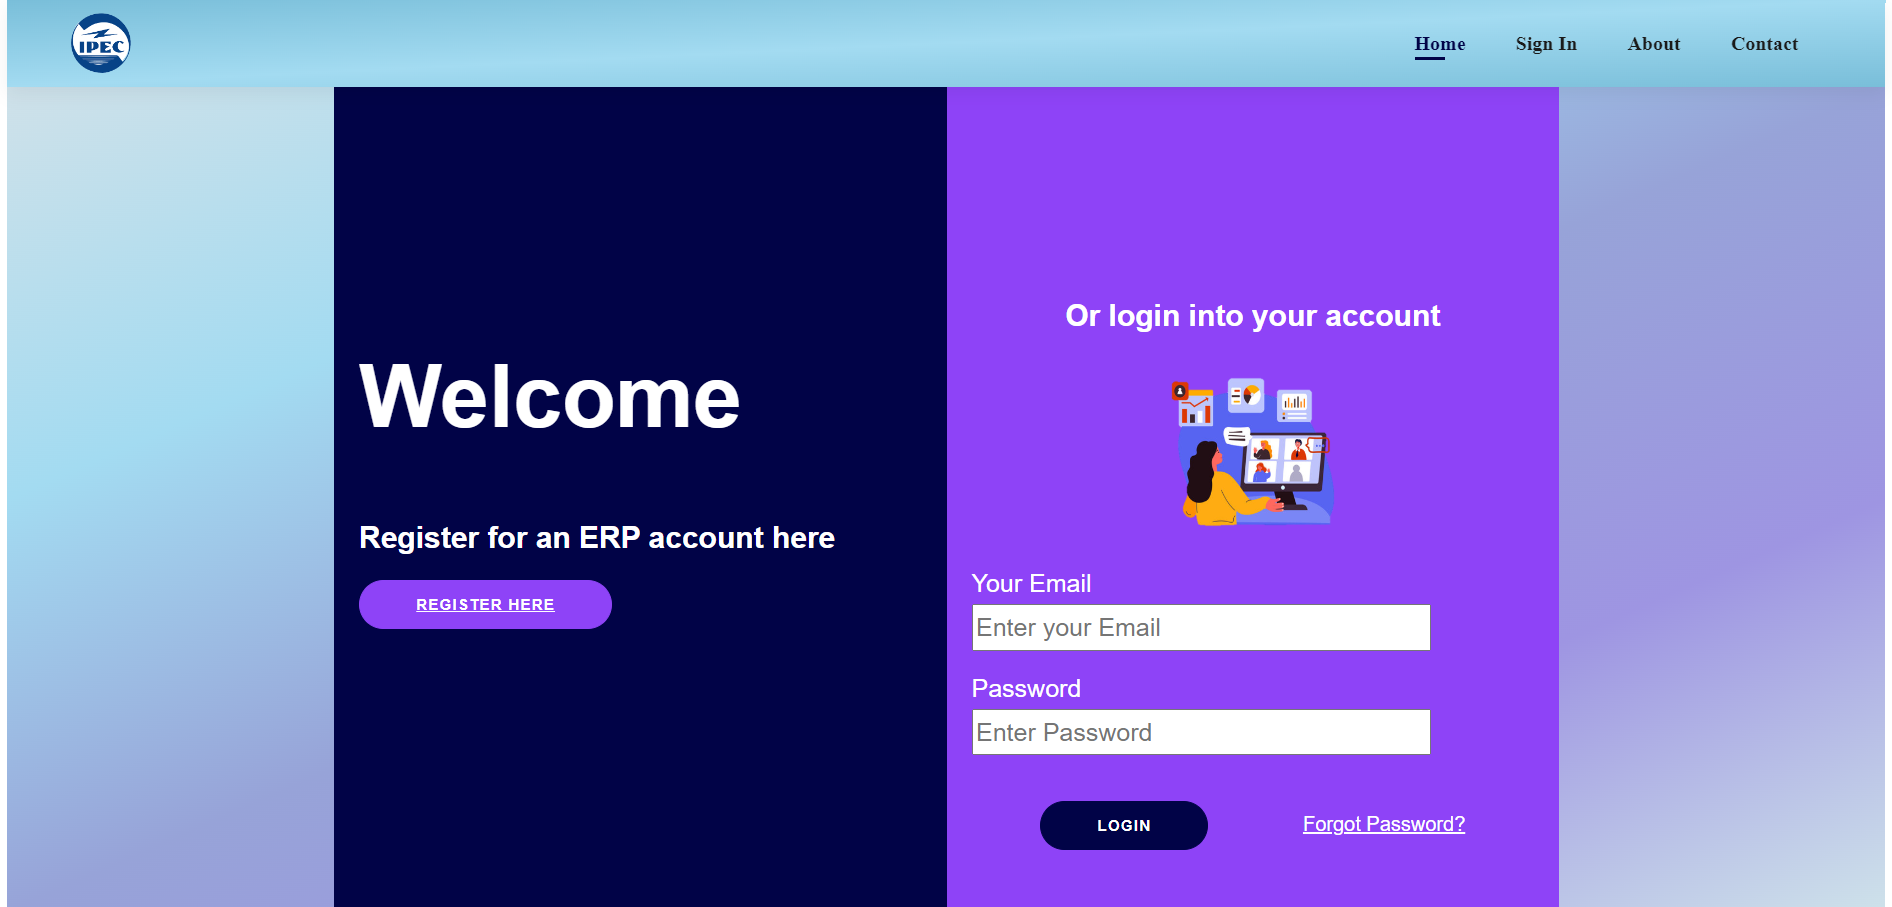 IPEC
Home
Sign In
About
Contact
Welcome
Register for an ERP account here
REGISTER HERE
Or login into your account
Your Email
Enter your Email
Password
Enter Password
LOGIN
Forgot Password?